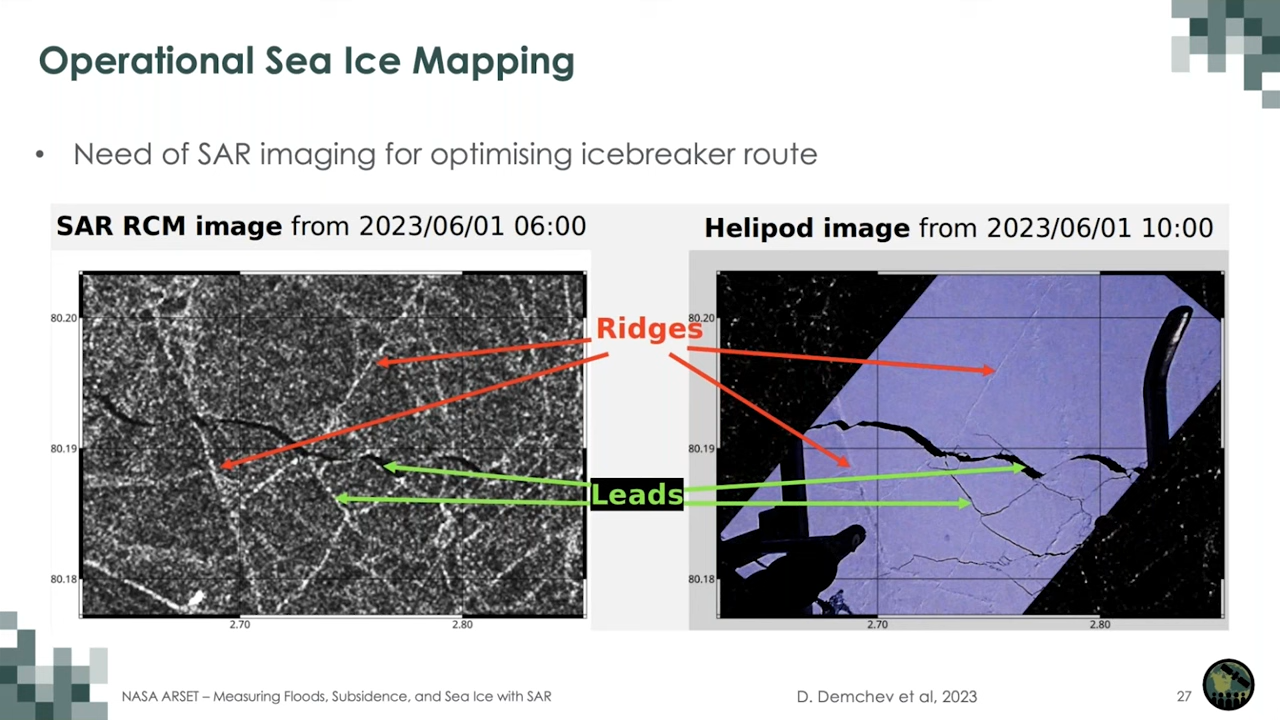 Operational Sea Ice Mapping
• Need of SAR imaging for optimising icebreaker route
SAR RCM image from 2023/06/01 06:00
Helipod image from 2023/06/01 10:00
80.20
80.19
80.18
2.70
2.80
Ridges
Leads
80.20
80.19
80.18
2.70
2.80
NASA ARSET – Measuring Floods, Subsidence, and Sea Ice with SAR
D. Demchev et al, 2023
27